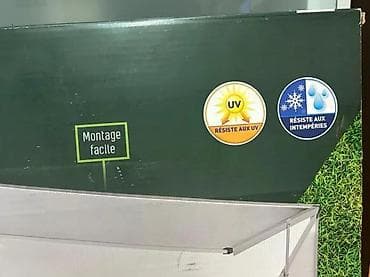 UV
RÉSISTE AUX UV
RÉSISTE AUX
INTEMPÉRIES
Montage
facile